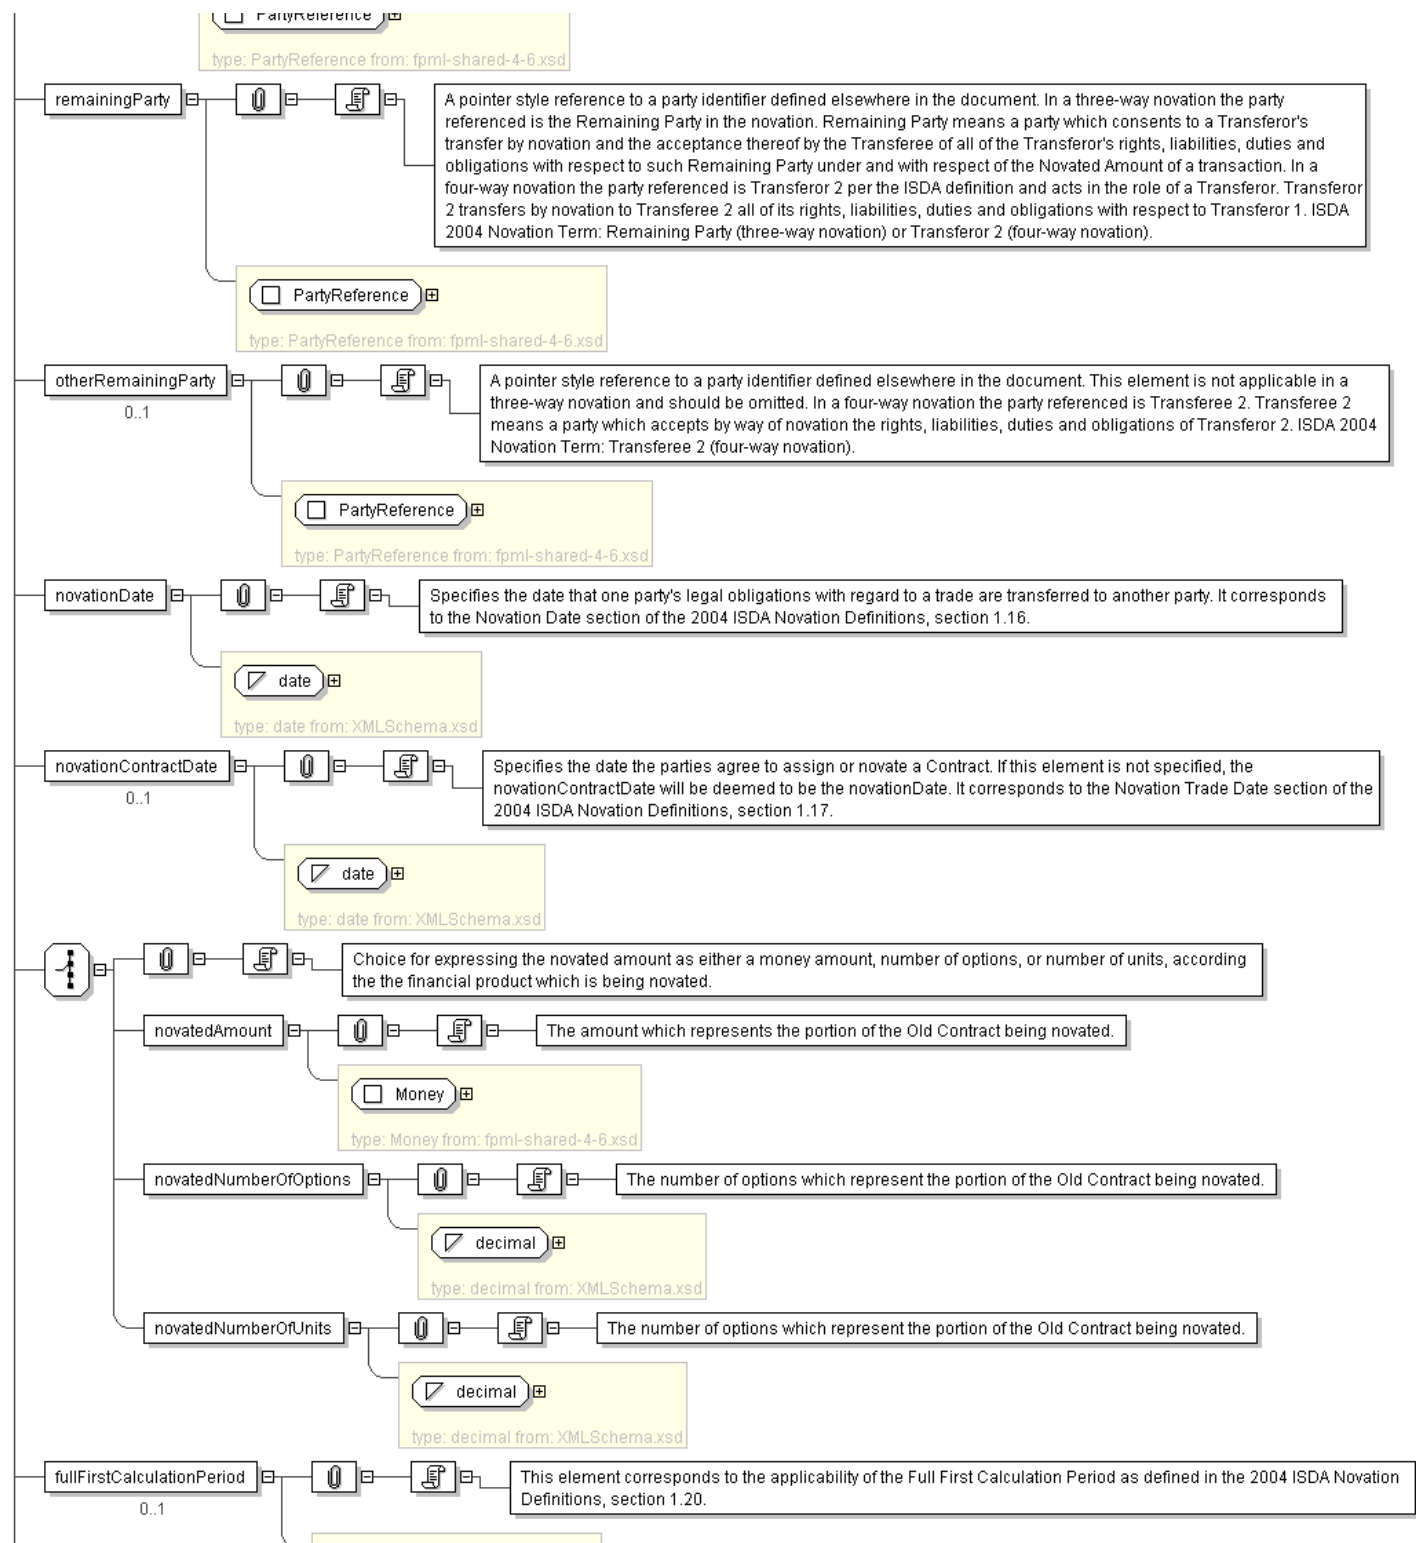 PartyReference
type: PartyReference from: fpml-shared-4-6.xsd
remainingParty
A pointer style reference to a party identifier defined elsewhere in the document. In a three-way novation the party
referenced is the Remaining Party in the novation. Remaining Party means a party which consents to a Transferor's
transfer by novation and the acceptance thereof by the Transferee of all of the Transferor's rights, liabilities, duties and
obligations with respect to such Remaining Party under and with respect of the Novated Amount of a transaction. In a
four-way novation the party referenced is Transferor 2 per the ISDA definition and acts in the role of a Transferor. Transferor
2 transfers by novation to Transferee 2 all of its rights, liabilities, duties and obligations with respect to Transferor 1. ISDA
2004 Novation Term: Remaining Party (three-way novation) or Transferor 2 (four-way novation).
PartyReference
type: PartyReference from: fpml-shared-4-6.xsd
otherRemainingParty
0..1
A pointer style reference to a party identifier defined elsewhere in the document. This element is not applicable in a
three-way novation and should be omitted. In a four-way novation the party referenced is Transferee 2. Transferee 2
means a party which accepts by way of novation the rights, liabilities, duties and obligations of Transferor 2. ISDA 2004
Novation Term: Transferee 2 (four-way novation).
PartyReference
type: PartyReference from: fpml-shared-4-6.xsd
novationDate
Specifies the date that one party's legal obligations with regard to a trade are transferred to another party. It corresponds
to the Novation Date section of the 2004 ISDA Novation Definitions, section 1.16.
date
type: date from: XMLSchema.xsd
novationContractDate
0..1
Specifies the date the parties agree to assign or novate a Contract. If this element is not specified, the
novationContractDate will be deemed to be the novationDate. It corresponds to the Novation Trade Date section of the
2004 ISDA Novation Definitions, section 1.17.
date
type: date from: XMLSchema.xsd
Choice for expressing the novated amount as either a money amount, number of options, or number of units, according
the the financial product which is being novated.
novatedAmount
The amount which represents the portion of the Old Contract being novated.
Money
type: Money from: fpml-shared-4-6.xsd
novatedNumberOfOptions
The number of options which represent the portion of the Old Contract being novated.
decimal
type: decimal from: XMLSchema.xsd
novatedNumberOfUnits
The number of options which represent the portion of the Old Contract being novated.
decimal
type: decimal from: XMLSchema.xsd
fullFirstCalculationPeriod
0..1
This element corresponds to the applicability of the Full First Calculation Period as defined in the 2004 ISDA Novation
Definitions, section 1.20.